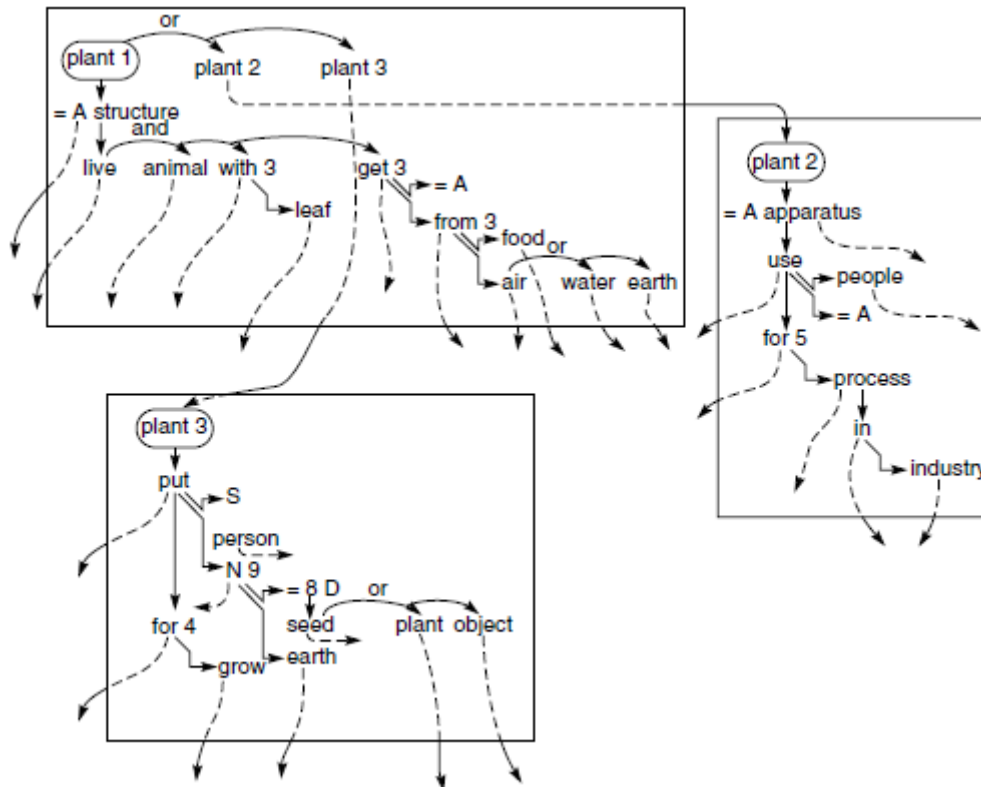 or
plant 1
plant 2
plant 3
= A structure
and
live animal with 3 get 3
= A
leaf
from 3
food
or
air water earth
plant 2
= A apparatus
use
people
= A
for 5
process
in
industry
plant 3
put
S
person
N 9
= 8 D
or
for 4
seed plant object
earth
grow